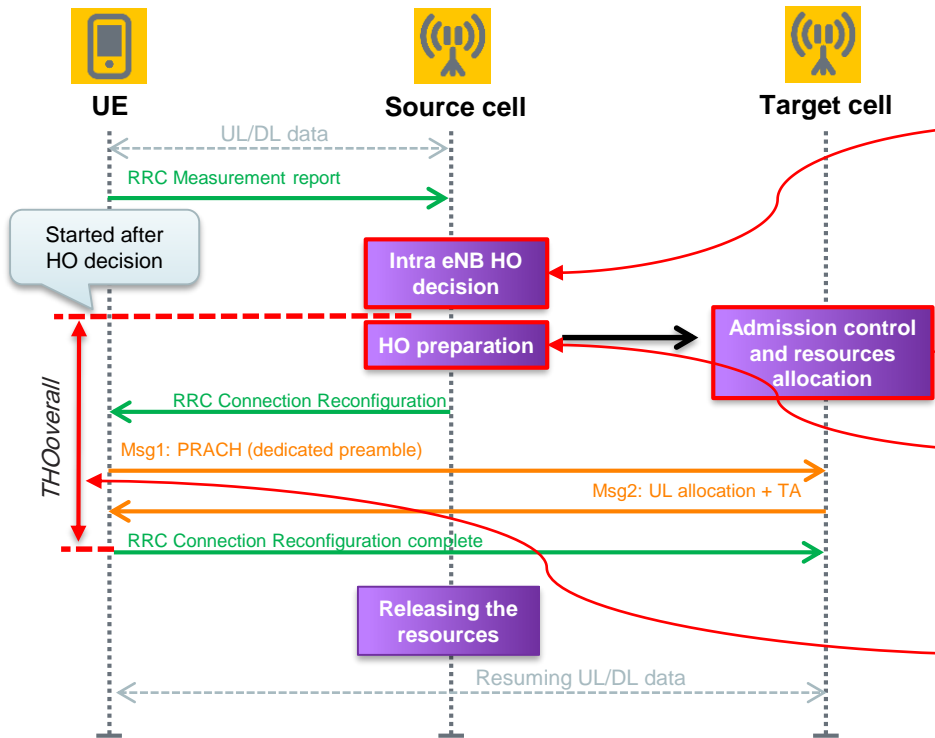 UE
Source cell
Target cell
UL/DL data
RRC Measurement report
Started after
HO decision
Intra eNB HO
decision
HO preparation
Admission control
and resources
allocation
RRC Connection Reconfiguration
THOoverall
Msg1: PRACH (dedicated preamble)
Msg2: UL allocation + TA
RRC Connection Reconfiguration complete
Releasing the
resources
Resuming UL/DL data